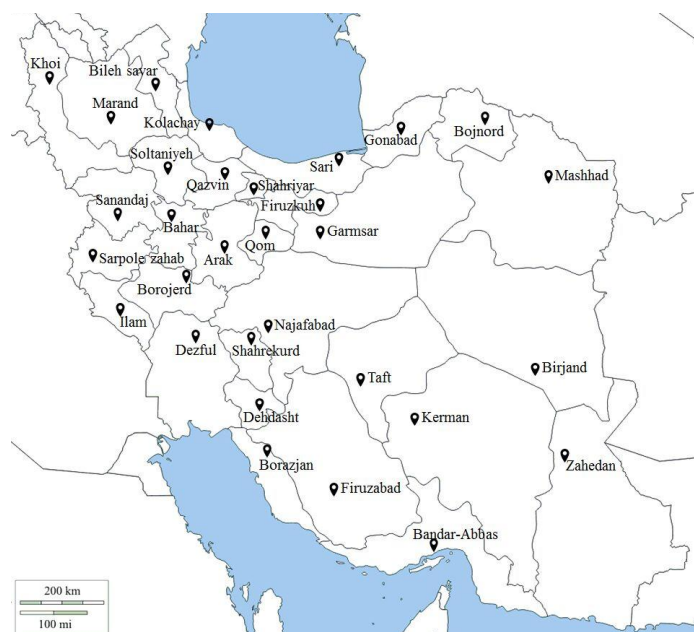 Khoi
Bileh savar
Marand
Kolachay
Gonabad
Bojnord
Soltaniyeh
Sari
Qazvin
Shahriyar
Mashhad
Sanandaj
Firuzkuh
Bahar
Garmsar
Qom
Arak
Sarpole zahab
Borojerd
Ilam
Najafabad
Dezful
Shahrekurd
Birjand
Taft
Dehdasht
Kerman
Borazjan
Zahedan
Firuzabad
Bandar-Abbas
200 km
100 mi